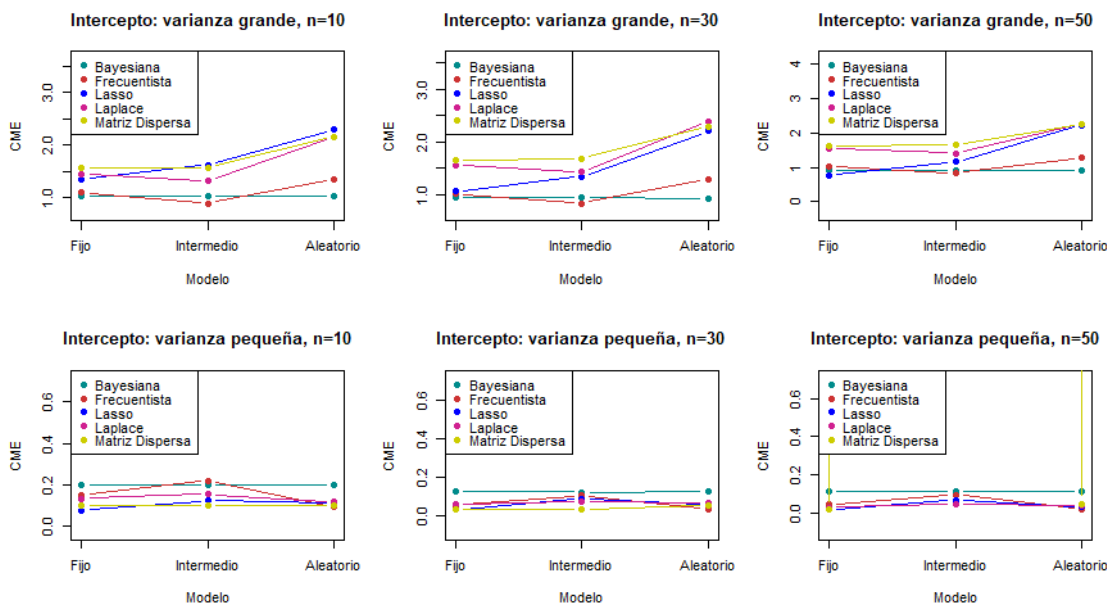 Intercepto: varianza grande, n=10
CME
1.0
2.0
3.0
Bayesiana
Frecuentista
Lasso
Laplace
Matriz Dispersa
Fijo
Intermedio
Aleatorio
Modelo
Intercepto: varianza grande, n=30
CME
1.0
2.0
3.0
Bayesiana
Frecuentista
Lasso
Laplace
Matriz Dispersa
Fijo
Intermedio
Aleatorio
Modelo
Intercepto: varianza grande, n=50
CME
0
1
2
3
4
Bayesiana
Frecuentista
Lasso
Laplace
Matriz Dispersa
Fijo
Intermedio
Aleatorio
Modelo
Intercepto: varianza pequeña, n=10
CME
0.0
0.2
0.4
0.6
Bayesiana
Frecuentista
Lasso
Laplace
Matriz Dispersa
Fijo
Intermedio
Aleatorio
Modelo
Intercepto: varianza pequeña, n=30
CME
0.0
0.2
0.4
0.6
Bayesiana
Frecuentista
Lasso
Laplace
Matriz Dispersa
Fijo
Intermedio
Aleatorio
Modelo
Intercepto: varianza pequeña, n=50
CME
0.0
0.2
0.4
0.6
Bayesiana
Frecuentista
Lasso
Laplace
Matriz Dispersa
Fijo
Intermedio
Aleatorio
Modelo